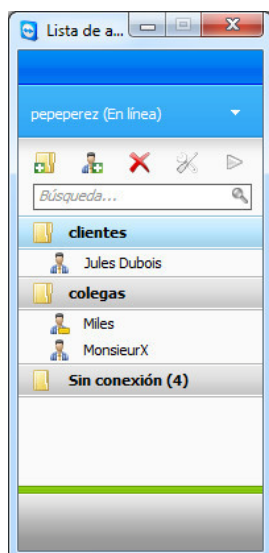 Lista de a...
pepeperez (En línea)
Búsqueda...
clientes
Jules Dubois
colegas
Miles
MonsieurX
Sin conexión (4)